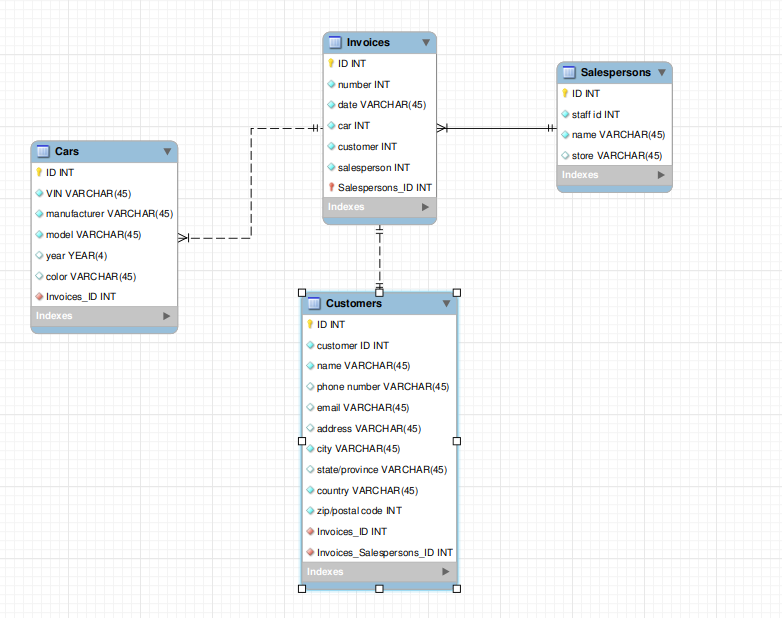 Invoices
ID INT
number INT
date VARCHAR(45)
car INT
customer INT
salesperson INT
Salespersons_ID INT
Indexes
Salespersons
ID INT
staff id INT
name VARCHAR(45)
store VARCHAR(45)
Indexes
Cars
ID INT
VIN VARCHAR(45)
manufacturer VARCHAR(45)
model VARCHAR(45)
year YEAR(4)
color VARCHAR(45)
Invoices_ID INT
Indexes
Customers
ID INT
customer ID INT
name VARCHAR(45)
phone number VARCHAR(45)
email VARCHAR(45)
address VARCHAR(45)
city VARCHAR(45)
state/province VARCHAR(45)
country VARCHAR(45)
zip/postal code INT
Invoices_ID INT
Invoices_Salespersons_ID INT
Indexes